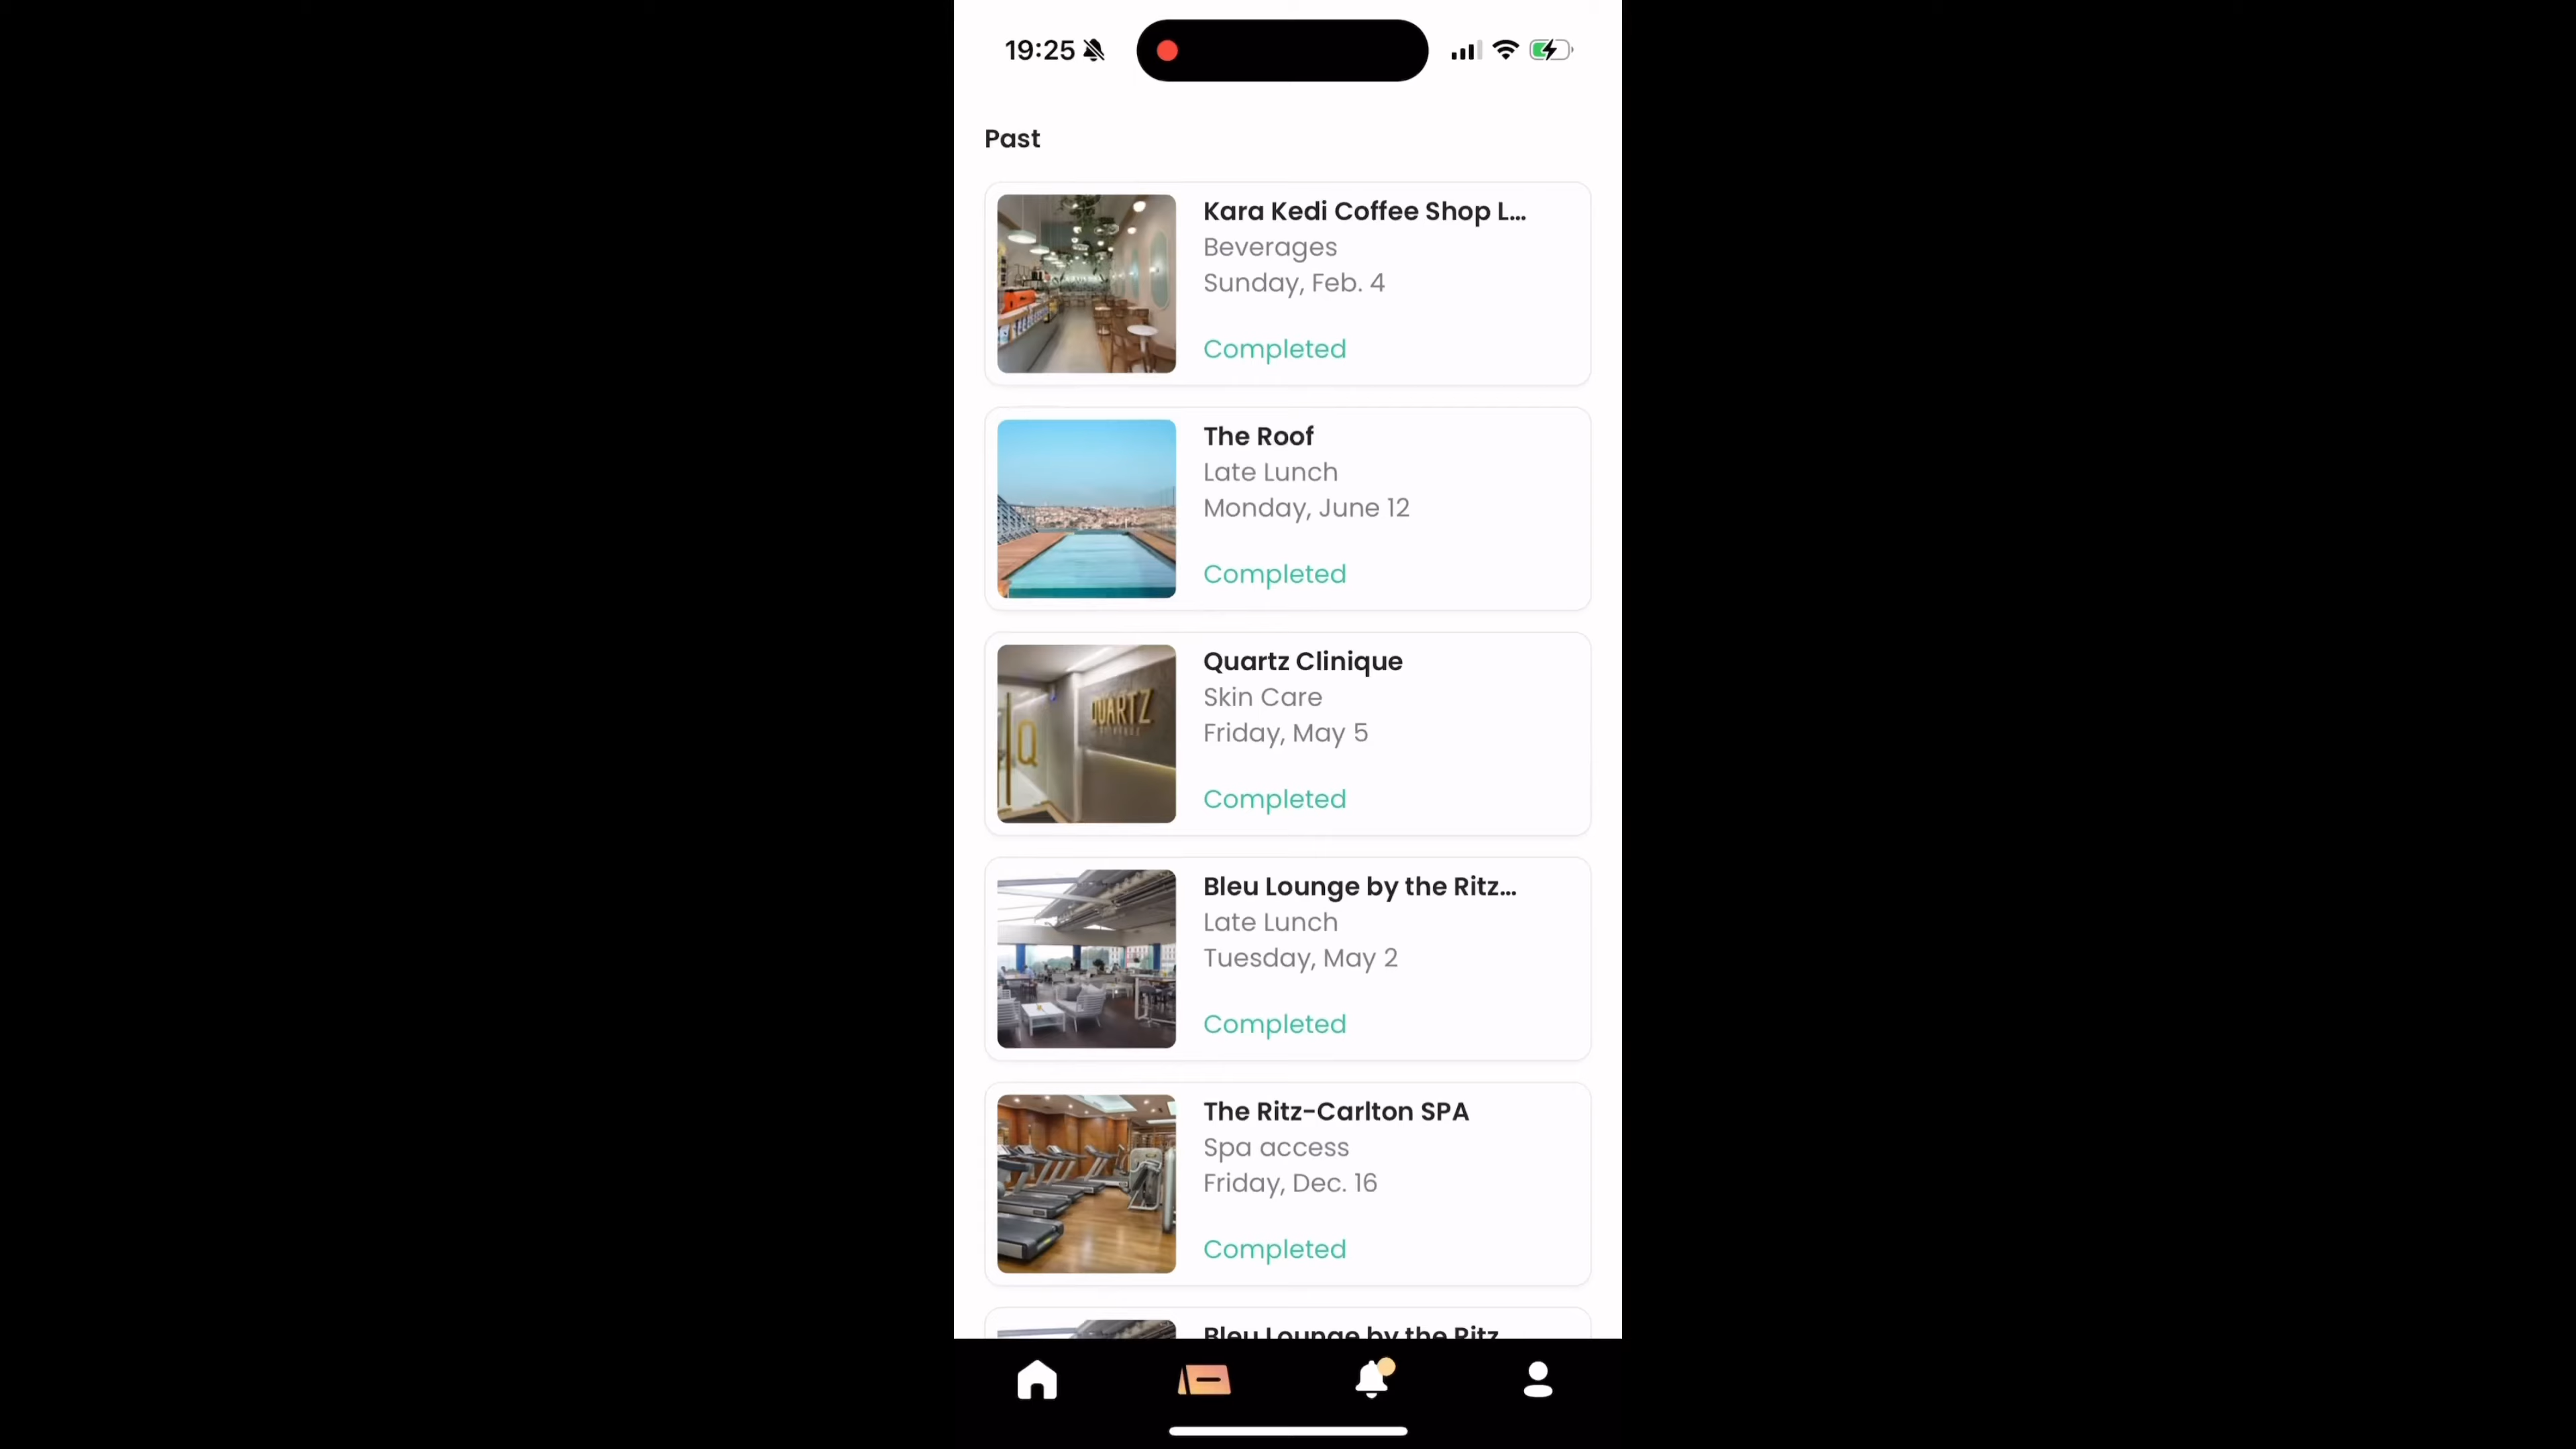 19:25
Past
Kara Kedi Coffee Shop L...
Beverages
Sunday, Feb. 4
Completed
The Roof
Late Lunch
Monday, June 12
Completed
Q
QUARTZ
Quartz Clinique
Skin Care
Friday, May 5
Completed
Bleu Lounge by the Ritz...
Late Lunch
Tuesday, May 2
Completed
The Ritz-Carlton SPA
Spa access
Friday, Dec. 16
Completed
Bleu Lounge by the Ritz